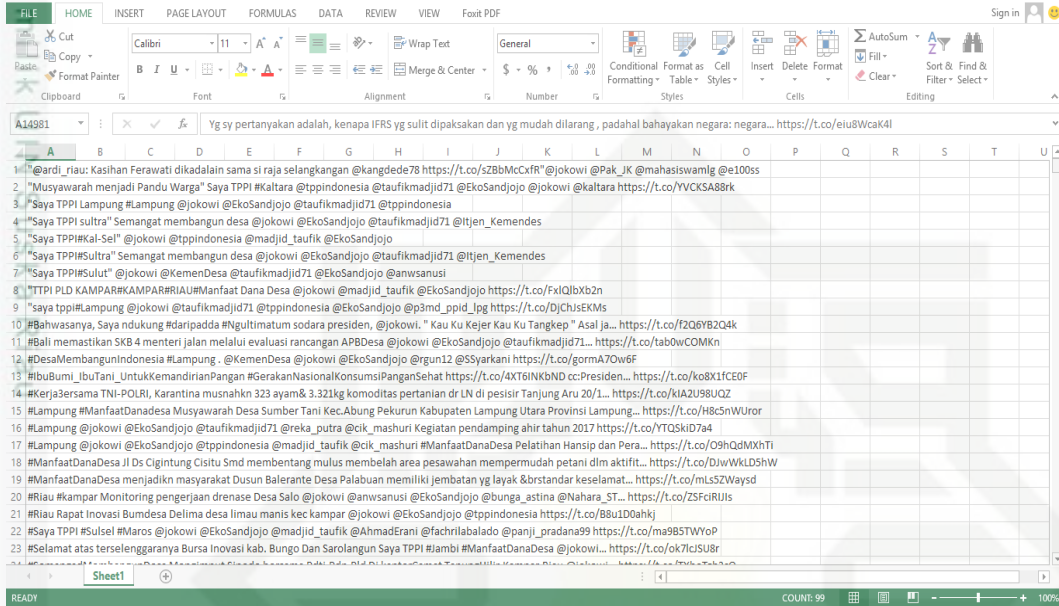 FILE HOME INSERT PAGE LAYOUT FORMULAS DATA REVIEW VIEW Foxit PDF Sign in
Cut
Copy
Format Painter
Paste
Calibri 11
Wrap Text
Merge & Center
General
Conditional Formatting Format as Table Cell Styles
Insert Delete Format
AutoSum
Fill
Clear
Sort & Filter Find & Select
Clipboard Font Alignment Number Styles Cells Editing
A14981 fx Yg sy pertanyakan adalah, kenapa IFRS yg sulit dipaksakan dan yg mudah dilarang , padahal bahayakan negara: negara... https://t.co/eiu8WcaK4l
A B C D E F G H I J K L M N O P Q R S T U
1 "@ardi_riau: Kasihan Ferawati dikadalain sama si raja selangkangan @kangdede78 https://t.co/sZBbMcCxfR"@jokowi @Pak_JK @mahasiswamlg @e100ss
2 "Musyawarah menjadi Pandu Warga" Saya TPPI #Kaltara @tppindonesia @taufikmadjid71 @EkoSandjojo @jokowi @kaltara https://t.co/YVCKSA88rk
3 "Saya TPPI Lampung #Lampung @jokowi @EkoSandjojo @taufikmadjid71 @tppindonesia
4 "Saya TPPI sultra" Semangat membangun desa @jokowi @EkoSandjojo @taufikmadjid71 @Itjen_Kemendes
5 "Saya TPPI#Kal-Sel" @jokowi @tppindonesia @madjid_taufik @EkoSandjojo
6 "Saya TPPI#Sultra" Semangat membangun desa @jokowi @EkoSandjojo @taufikmadjid71 @Itjen_Kemendes
7 "Saya TPPI#Sulut" @jokowi @KemenDesa @taufikmadjid71 @EkoSandjojo @anwsanusi
8 "TTPI PLD KAMPAR#KAMPAR#RIAU#Manfaat Dana Desa @jokowi @madjid_taufik @EkoSandjojo https://t.co/FxIQlbXb2n
9 "saya tppi#Lampung @jokowi @taufikmadjid71 @tppindonesia @EkoSandjojo @p3md_ppid_lpg https://t.co/DjChJsEKMs
10 #Bahwasanya, Saya ndukung #daripadda #Ngultimatum sodara presiden, @jokowi. " Kau Ku Kejer Kau Ku Tangkep " Asal ja... https://t.co/f2Q6YB2Q4k
11 #Bali memastikan SKB 4 menteri jalan melalui evaluasi rancangan APBDesa @jokowi @EkoSandjojo @taufikmadjid71... https://t.co/tab0wCOMKn
12 #DesaMembangunIndonesia #Lampung . @KemenDesa @jokowi @EkoSandjojo @rgun12 @SSyarkani https://t.co/gormA7Ow6F
13 #IbuBumi_IbuTani_UntukKemandirianPangan #GerakanNasionalKonsumsiPanganSehat https://t.co/4XT6INKbND cc:Presiden... https://t.co/ko8X1fCE0F
14 #Kerja3ersama TNI-POLRI, Karantina musnahkn 323 ayam& 3.321kg komoditas pertanian dr LN di pesisir Tanjung Aru 20/1... https://t.co/kIA2U98UQZ
15 #Lampung #ManfaatDanadesa Musyawarah Desa Sumber Tani Kec.Abung Pekurun Kabupaten Lampung Utara Provinsi Lampung... https://t.co/H8c5nWUror
16 #Lampung @jokowi @EkoSandjojo @taufikmadjid71 @reka_putra @cik_mashuri Kegiatan pendamping ahir tahun 2017 https://t.co/YTQSkiD7a4
17 #Lampung @jokowi @EkoSandjojo @tppindonesia @madjid_taufik @cik_mashuri #ManfaatDanaDesa Pelatihan Hansip dan Pera... https://t.co/O9hQdMXhTi
18 #ManfaatDanaDesa Jl Ds Cigintung Cisitu Smd membentang mulus membelah area pesawahan mempermudah petani dlm aktifit... https://t.co/DJwWkLD5hW
19 #ManfaatDanaDesa menjadikn masyarakat Dusun Balerante Desa Palabuan memiliki jembatan yg layak &brstandar keselamat... https://t.co/mLs5ZWaysd
20 #Riau #kampar Monitoring pengerjaan drenase Desa Salo @jokowi @anwsanusi @EkoSandjojo @bunga_astina @Nahara_ST... https://t.co/ZSFciRIJIs
21 #Riau Rapat Inovasi Bumdesa Delima desa limau manis kec kampar @jokowi @EkoSandjojo @tppindonesia https://t.co/B8u1D0ahkj
22 #Saya TPPI #Sulsel #Maros @jokowi @EkoSandjojo @madjid_taufik @AhmadErani @fachrilabalado @panji_pradana99 https://t.co/ma9B5TWYoP
23 #Selamat atas terselenggaranya Bursa Inovasi kab. Bungo Dan Sarolangun Saya TPPI #Jambi #ManfaatDanaDesa @jokowi... https://t.co/ok7lcJSU8r
Sheet1
READY COUNT: 99 100%